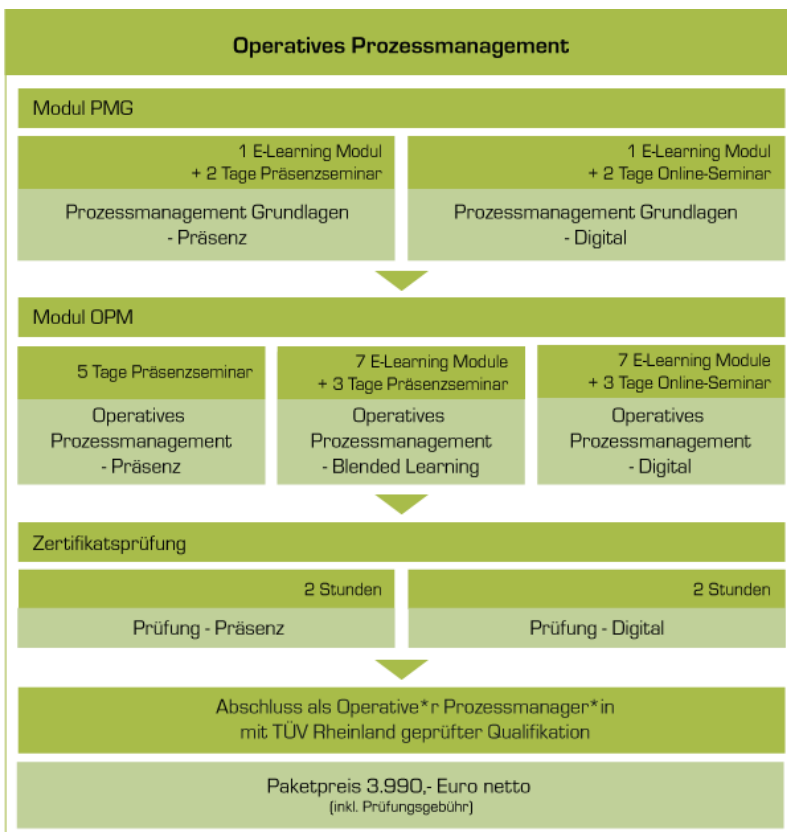 Operatives Prozessmanagement
Modul PMG
1 E-Learning Modul
+ 2 Tage Präsenzseminar
Prozessmanagement Grundlagen
- Präsenz
1 E-Learning Modul
+ 2 Tage Online-Seminar
Prozessmanagement Grundlagen
- Digital
Modul OPM
5 Tage Präsenzseminar
Operatives
Prozessmanagement
- Präsenz
7 E-Learning Module
+ 3 Tage Präsenzseminar
Operatives
Prozessmanagement
- Blended Learning
7 E-Learning Module
+ 3 Tage Online-Seminar
Operatives
Prozessmanagement
- Digital
Zertifikatsprüfung
2 Stunden
Prüfung - Präsenz
2 Stunden
Prüfung - Digital
Abschluss als Operative*r Prozessmanager*in
mit TÜV Rheinland geprüfter Qualifikation
Paketpreis 3.990,- Euro netto
(inkl. Prüfungsgebühr)